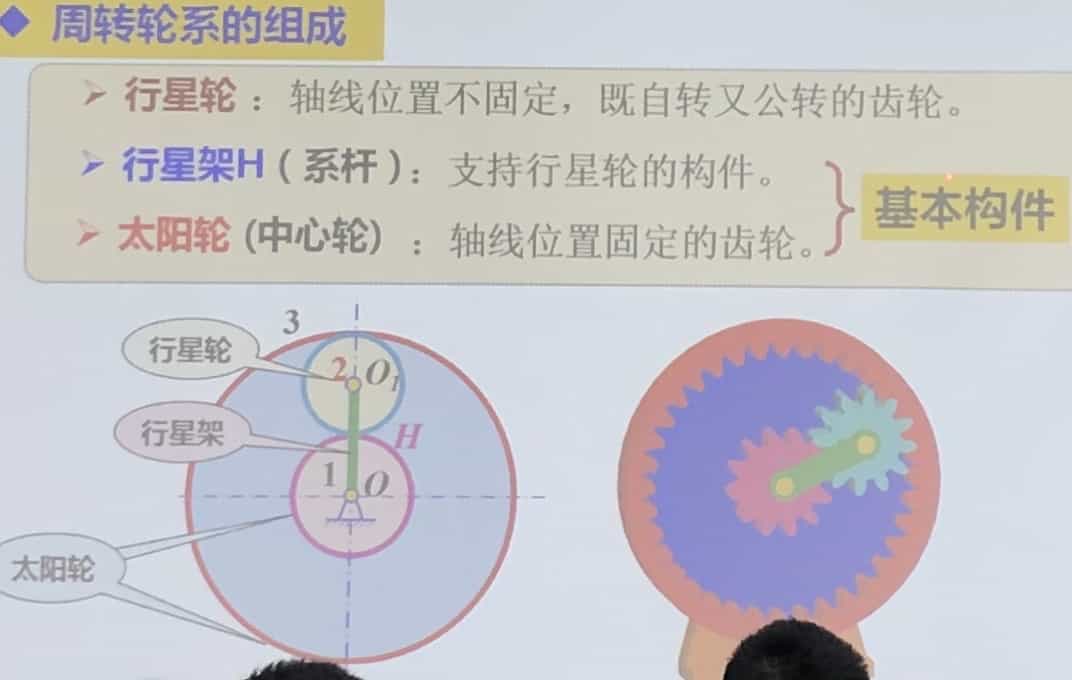 周转轮系的组成
行星轮：轴线位置不固定，既自转又公转的齿轮。
行星架H（系杆）：支持行星轮的构件。
太阳轮 (中心轮)：轴线位置固定的齿轮。
基本构件
3
行星轮
2 O1
行星架
H
1 O
太阳轮